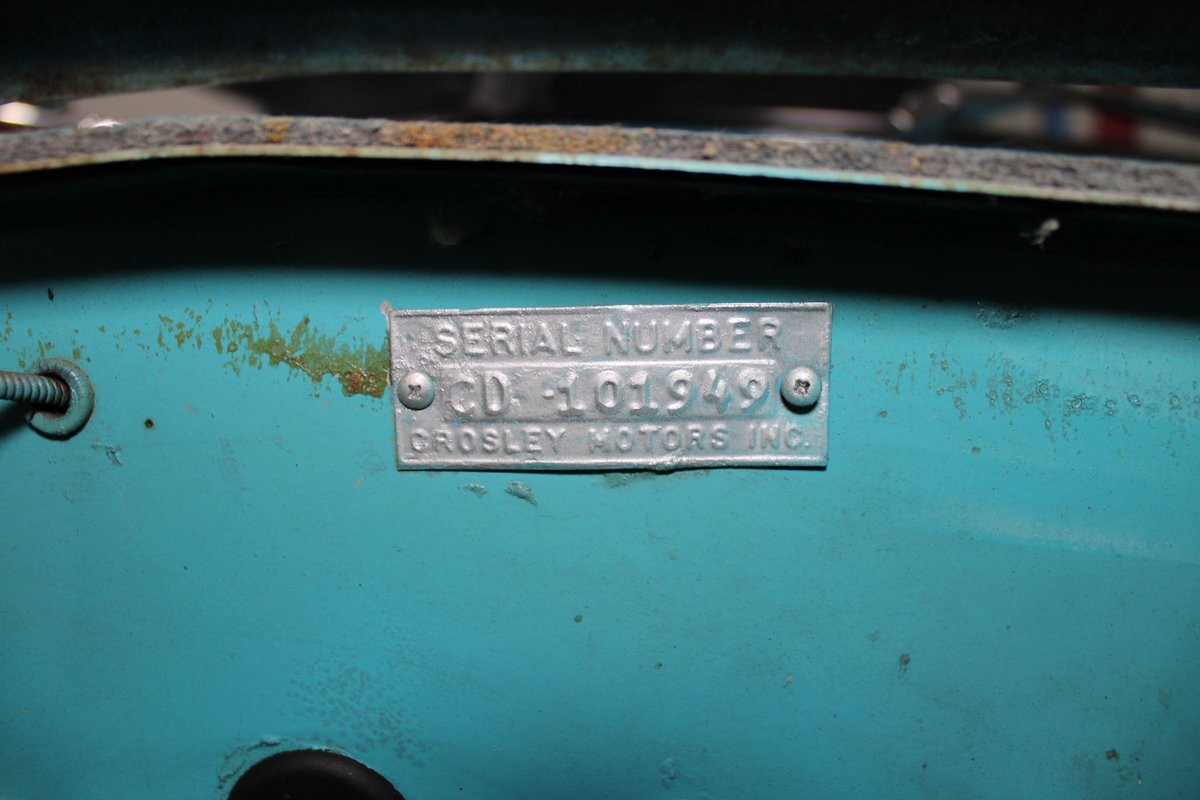 SERIAL NUMBER
CD-101949
CROSLEY MOTORS INC.